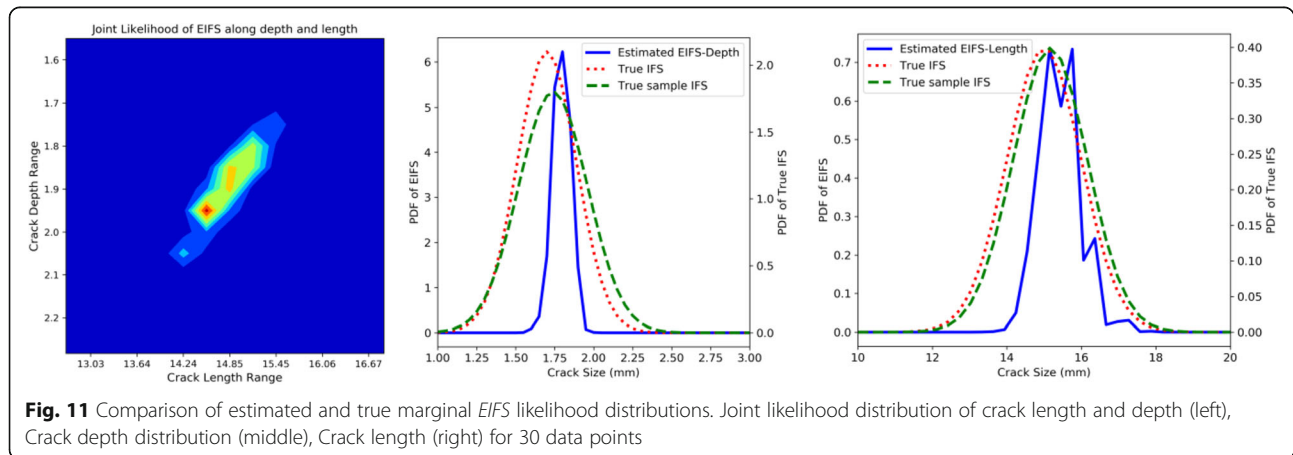 Joint Likelihood of EIFS along depth and length
Crack Depth Range
1.6
1.7
1.8
1.9
2.0
2.1
2.2
13.03 13.64 14.24 14.85 15.45 16.06 16.67
Crack Length Range
PDF of EIFS
6
5
4
3
2
1
0
Estimated EIFS-Depth
True IFS
True sample IFS
2.0
1.5
1.0
0.5
0.0
PDF of True IFS
1.00 1.25 1.50 1.75 2.00 2.25 2.50 2.75 3.00
Crack Size (mm)
PDF of EIFS
0.7
0.6
0.5
0.4
0.3
0.2
0.1
0.0
Estimated EIFS-Length
True IFS
True sample IFS
0.40
0.35
0.30
0.25
0.20
0.15
0.10
0.05
0.00
PDF of True IFS
10 12 14 16 18 20
Crack Size (mm)
Fig. 11 Comparison of estimated and true marginal EIFS likelihood distributions. Joint likelihood distribution of crack length and depth (left),
Crack depth distribution (middle), Crack length (right) for 30 data points